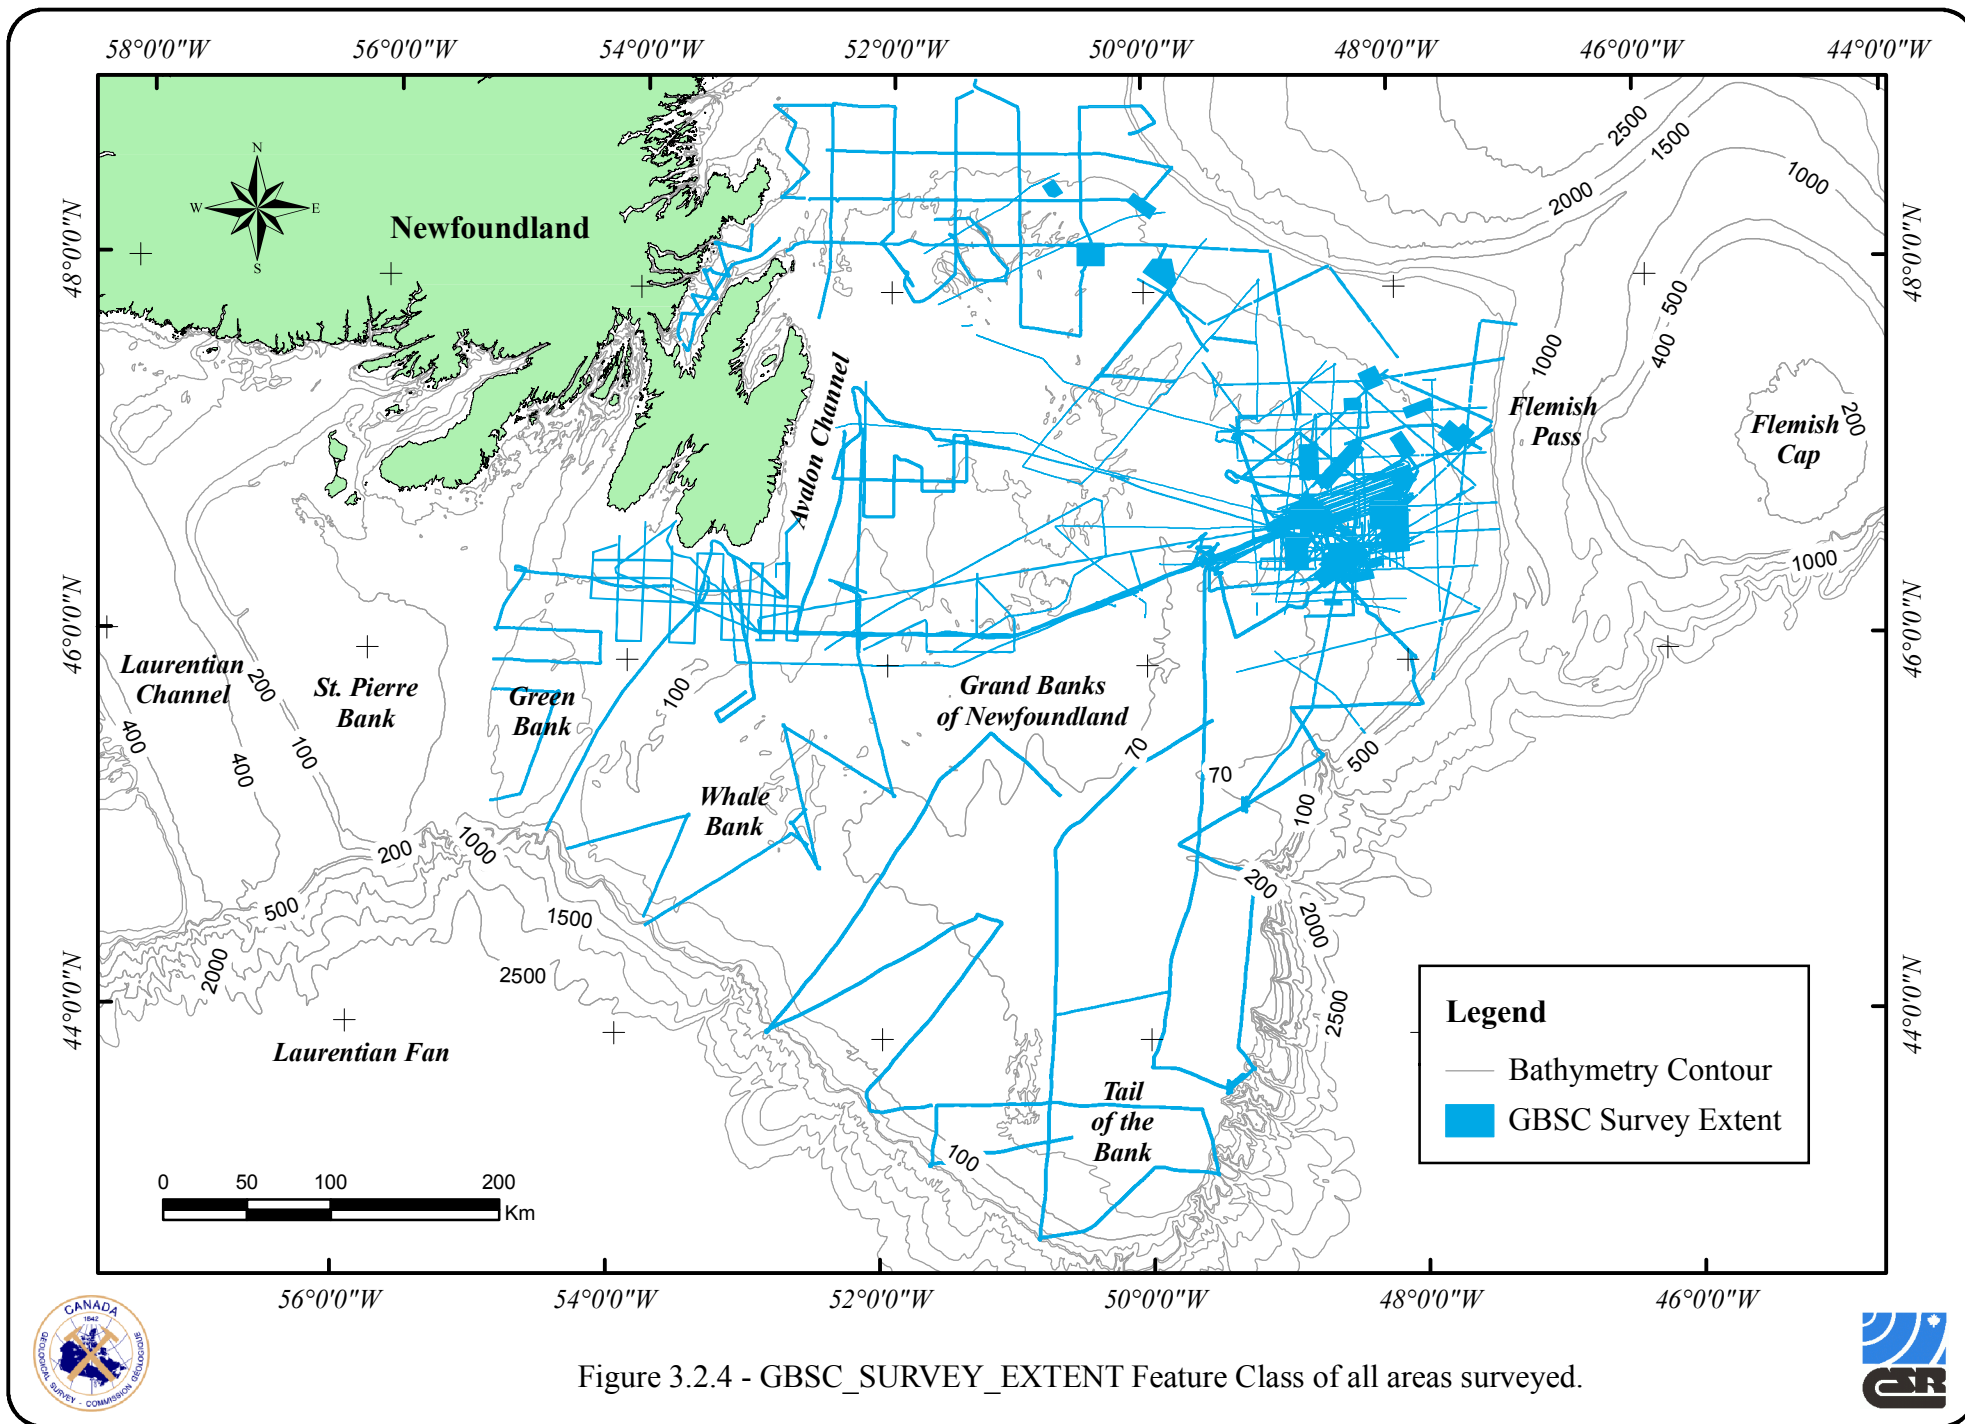 58°0'0"W 56°0'0"W 54°0'0"W 52°0'0"W 50°0'0"W 48°0'0"W 46°0'0"W 44°0'0"W
48°0'0"N
46°0'0"N
44°0'0"N
48°0'0"N
46°0'0"N
44°0'0"N
N
W E
S
Newfoundland
Avalon Channel
Flemish
Pass
Flemish
Cap
Laurentian
Channel
St. Pierre
Bank
Green
Bank
Grand Banks
of Newfoundland
Whale
Bank
Laurentian Fan
Tail
of the
Bank
2500
1500
1000
2000
500
400
1000
200
1000
200
100
400
400
100
70
70
500
100
200
1000
500
1500
2000
2500
200
2000
2500
100
Legend
Bathymetry Contour
GBSC Survey Extent
0 50 100 200
Km
56°0'0"W 54°0'0"W 52°0'0"W 50°0'0"W 48°0'0"W 46°0'0"W
CANADA
1842
GEOLOGICAL SURVEY - COMMISSION GÉOLOGIQUE
Figure 3.2.4 - GBSC_SURVEY_EXTENT Feature Class of all areas surveyed.
CSR